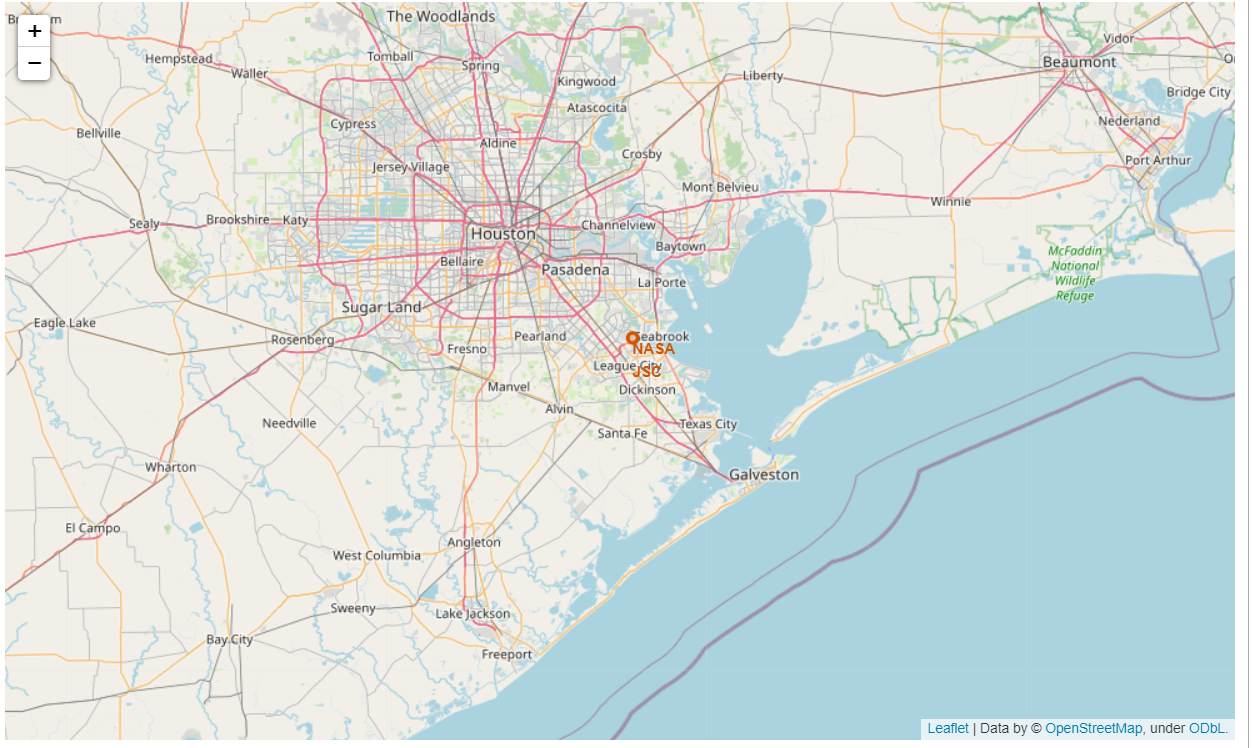 The Woodlands
+
−
Vidor
Tomball
Hempstead
Beaumont
Spring
Waller
Liberty
Kingwood
Bridge City
Atascocita
Cypress
Nederland
Bellville
Aldine
Crosby
Port Arthur
Jersey Village
Mont Belvieu
Winnie
Sealy
Brookshire
Katy
Channelview
Houston
Baytown
McFaddin
National
Wildlife
Refuge
Bellaire
Pasadena
La Porte
Sugar Land
Eagle Lake
Rosenberg
Pearland
Seabrook
NASA
JSC
Fresno
League City
Manvel
Dickinson
Alvin
Needville
Texas City
Santa Fe
Wharton
Galveston
El Campo
Angleton
West Columbia
Sweeny
Lake Jackson
Bay City
Freeport
Leaflet | Data by © OpenStreetMap, under ODbL.